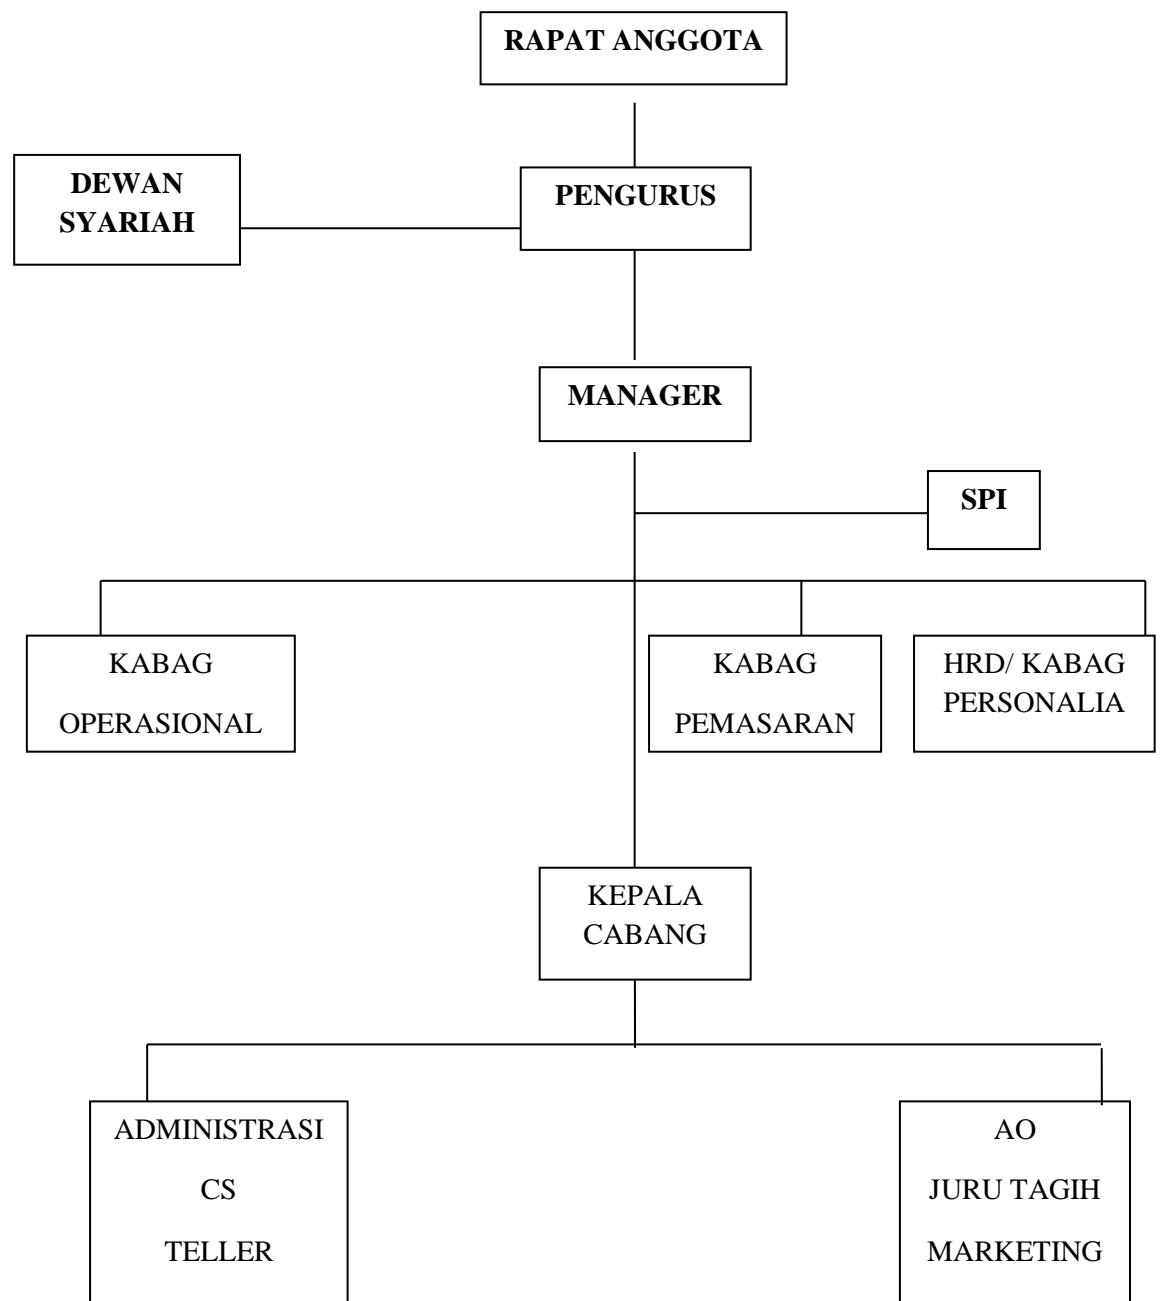 RAPAT ANGGOTA
DEWAN
SYARIAH
PENGURUS
MANAGER
SPI
KABAG
OPERASIONAL
KABAG
PEMASARAN
HRD/ KABAG
PERSONALIA
KEPALA
CABANG
ADMINISTRASI
CS
TELLER
AO
JURU TAGIH
MARKETING